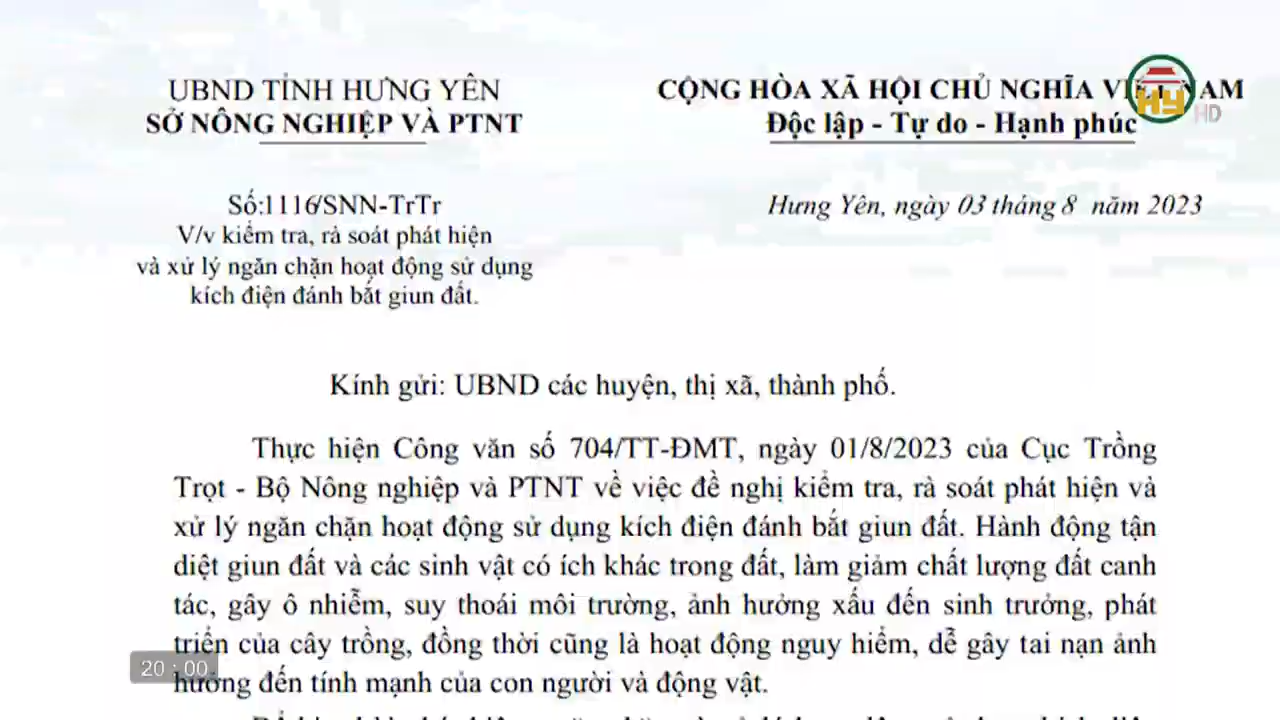 UBND TỈNH HƯNG YÊN
SỞ NÔNG NGHIỆP VÀ PTNT
CỘNG HÒA XÃ HỘI CHỦ NGHĨA VIỆT NAM
Độc lập - Tự do - Hạnh phúc
HY HD
Số:1116/SNN-TrTr
V/v kiểm tra, rà soát phát hiện
và xử lý ngăn chặn hoạt động sử dụng
kích điện đánh bắt giun đất.
Hưng Yên, ngày 03 tháng 8 năm 2023
Kính gửi: UBND các huyện, thị xã, thành phố.
Thực hiện Công văn số 704/TT-ĐMT, ngày 01/8/2023 của Cục Trồng
Trọt - Bộ Nông nghiệp và PTNT về việc đề nghị kiểm tra, rà soát phát hiện và
xử lý ngăn chặn hoạt động sử dụng kích điện đánh bắt giun đất. Hành động tận
diệt giun đất và các sinh vật có ích khác trong đất, làm giảm chất lượng đất canh
tác, gây ô nhiễm, suy thoái môi trường, ảnh hưởng xấu đến sinh trưởng, phát
triển của cây trồng, đồng thời cũng là hoạt động nguy hiểm, dễ gây tai nạn ảnh
hưởng đến tính mạng của con người và động vật.
20 : 00